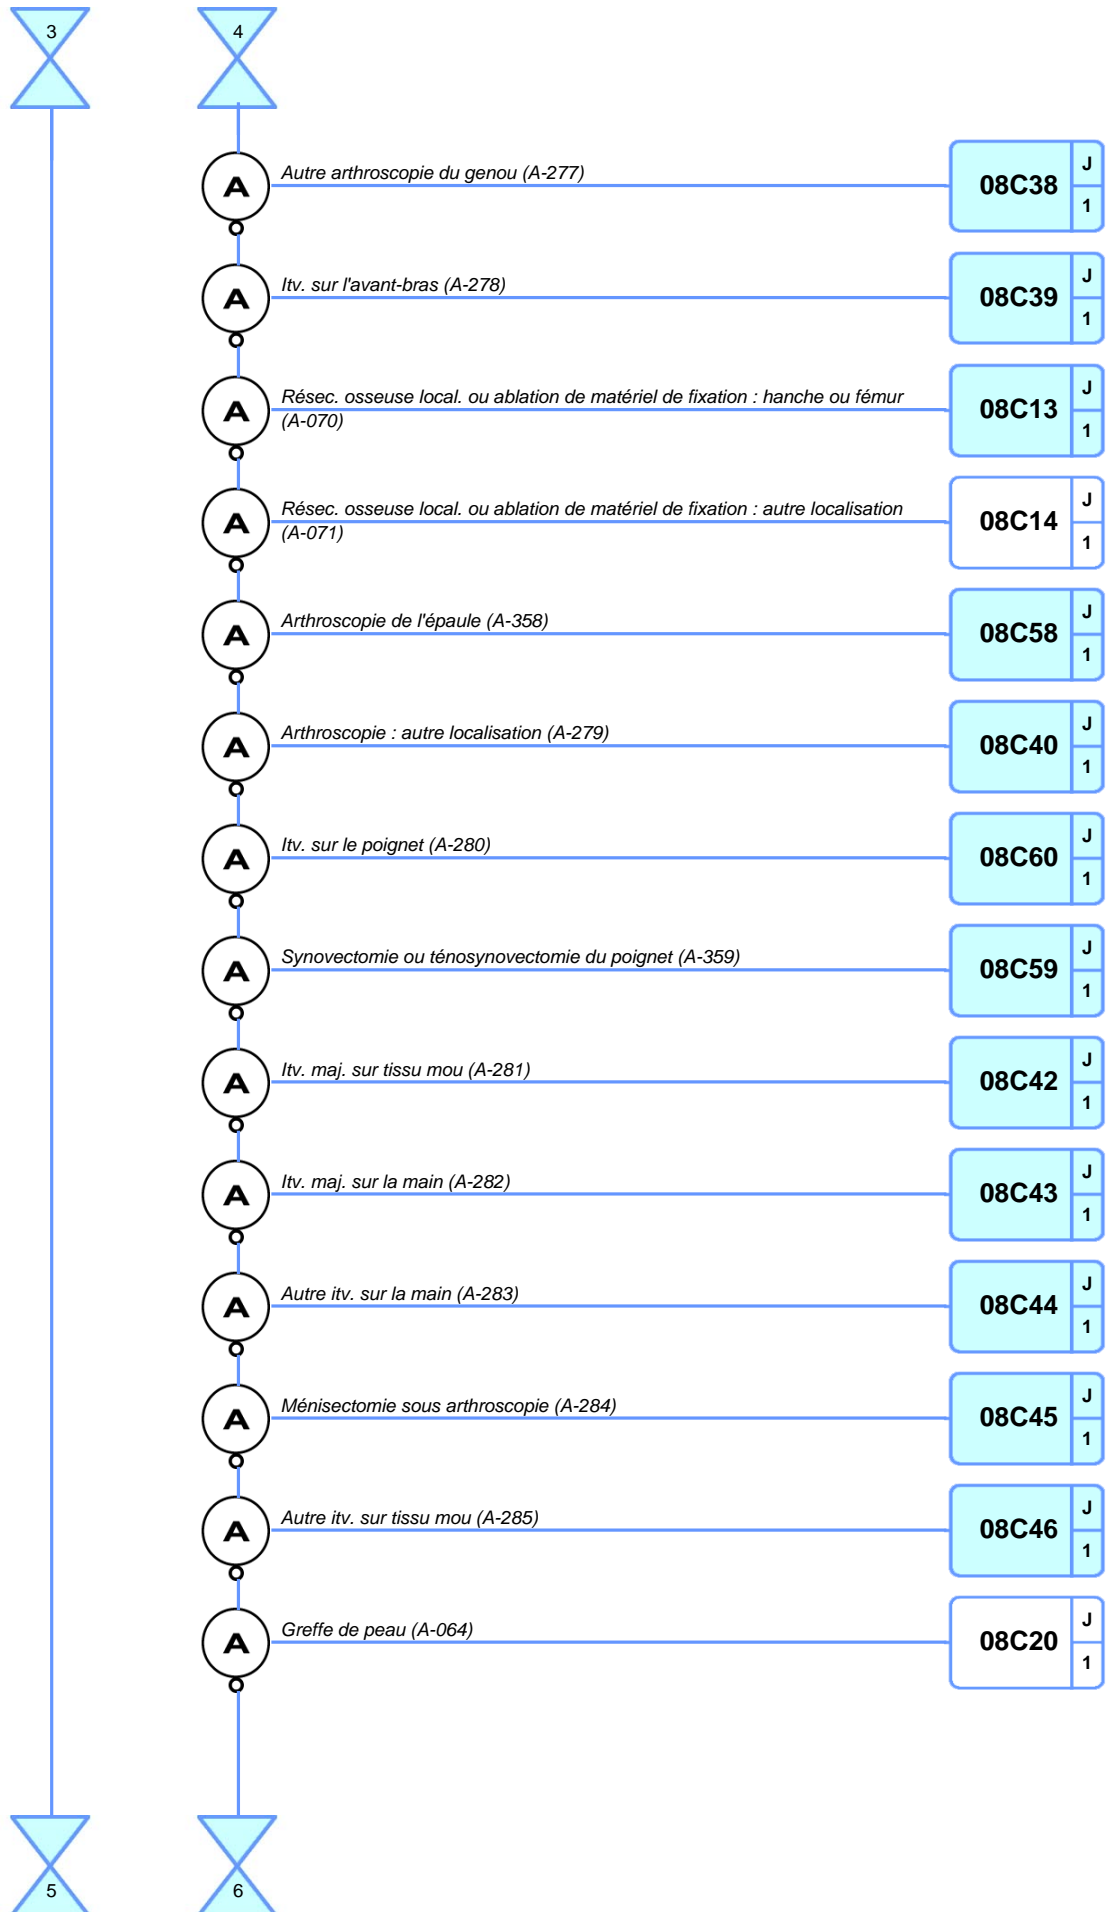 3
4
A
Autre arthroscopie du genou (A-277)
08C38
J
1
A
Itv. sur l'avant-bras (A-278)
08C39
J
1
A
Résec. osseuse local. ou ablation de matériel de fixation : hanche ou fémur
(A-070)
08C13
J
1
A
Résec. osseuse local. ou ablation de matériel de fixation : autre localisation
(A-071)
08C14
J
1
A
Arthroscopie de l'épaule (A-358)
08C58
J
1
A
Arthroscopie : autre localisation (A-279)
08C40
J
1
A
Itv. sur le poignet (A-280)
08C60
J
1
A
Synovectomie ou ténosynovectomie du poignet (A-359)
08C59
J
1
A
Itv. maj. sur tissu mou (A-281)
08C42
J
1
A
Itv. maj. sur la main (A-282)
08C43
J
1
A
Autre itv. sur la main (A-283)
08C44
J
1
A
Ménisectomie sous arthroscopie (A-284)
08C45
J
1
A
Autre itv. sur tissu mou (A-285)
08C46
J
1
A
Greffe de peau (A-064)
08C20
J
1
5
6